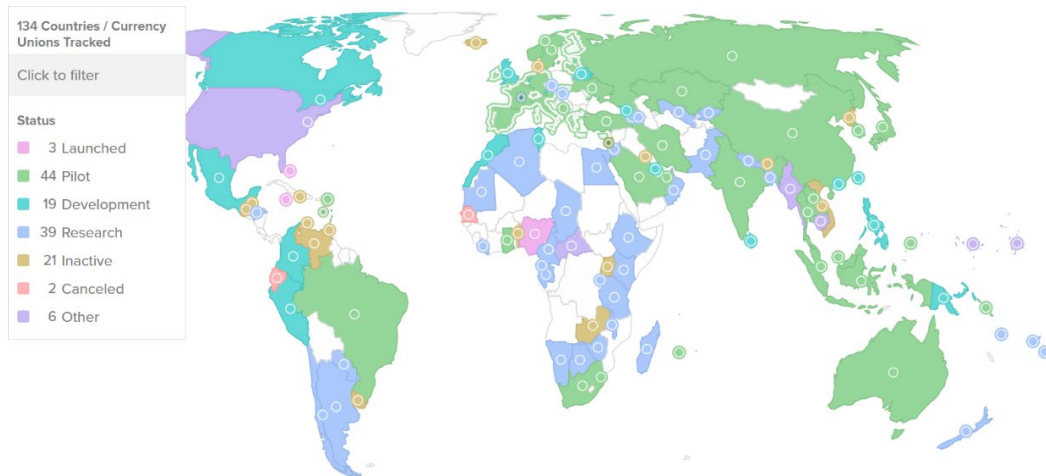 134 Countries / Currency
Unions Tracked
Click to filter
Status
3 Launched
44 Pilot
19 Development
39 Research
21 Inactive
2 Canceled
6 Other